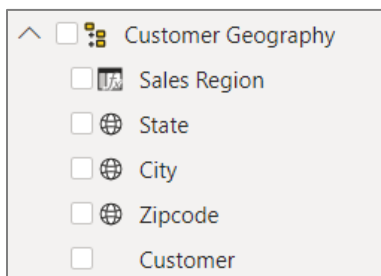 Customer Geography
Sales Region
State
City
Zipcode
Customer